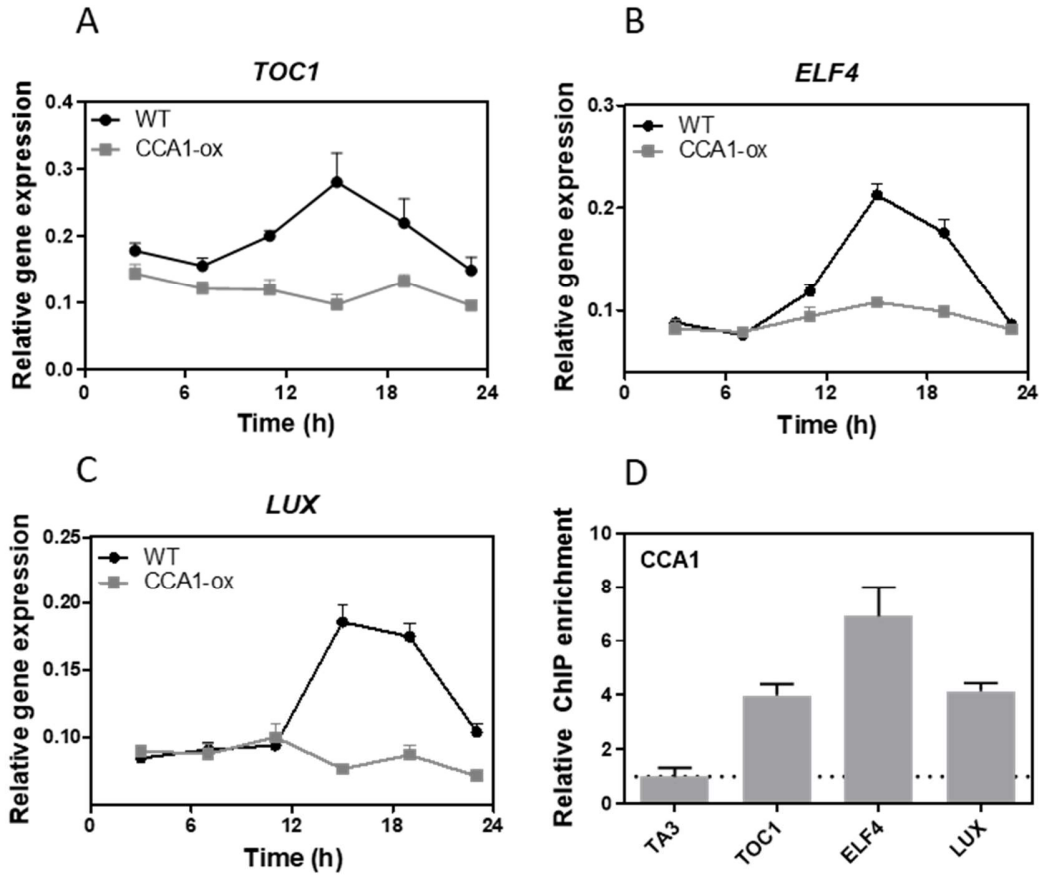 A
TOC1
Relative gene expression
0.4
0.3
0.2
0.1
0.0
WT
CCA1-ox
0
6
12
18
24
Time (h)
B
ELF4
Relative gene expression
0.3
0.2
0.1
WT
CCA1-ox
0
6
12
18
24
Time (h)
C
LUX
Relative gene expression
0.25
0.20
0.15
0.10
WT
CCA1-ox
0
6
12
18
24
Time (h)
D
Relative ChIP enrichment
10
8
6
4
2
0
CCA1
TA3
TOC1
ELF4
LUX